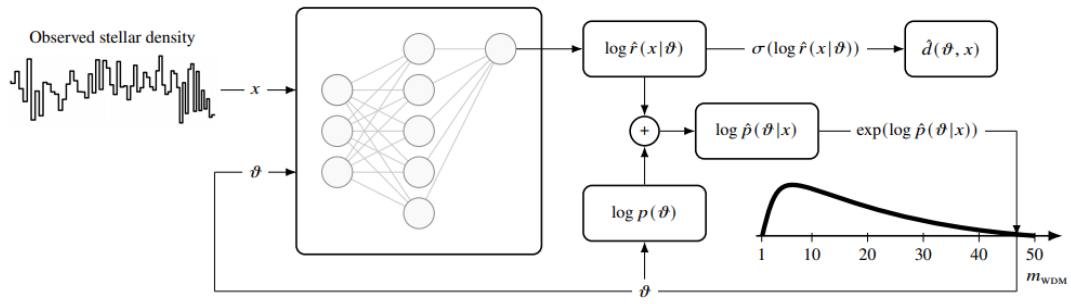 Observed stellar density
x
ϑ
log r̂(x|ϑ)
σ(log r̂(x|ϑ))
d̂(ϑ, x)
+
log p̂(ϑ|x)
exp(log p̂(ϑ|x))
log p(ϑ)
1 10 20 30 40 50
m_WDM
ϑ